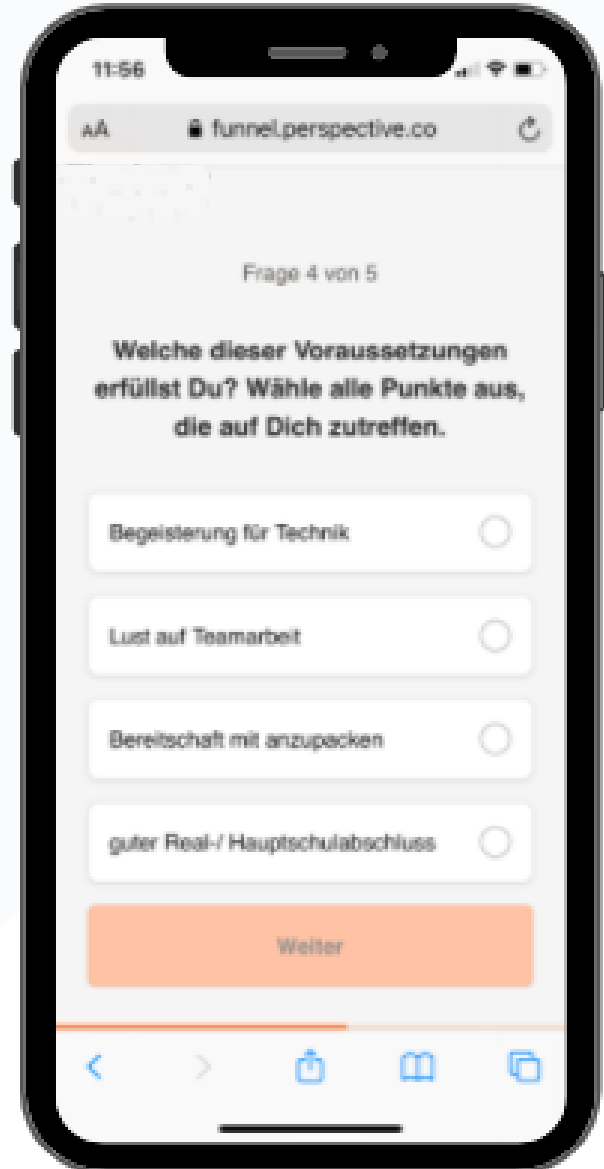 11:56
AA funnel.perspective.co
Frage 4 von 5
Welche dieser Voraussetzungen
erfüllst Du? Wähle alle Punkte aus,
die auf Dich zutreffen.
Begeisterung für Technik
Lust auf Teamarbeit
Bereitschaft mit anzupacken
guter Real-/ Hauptschulabschluss
Weiter